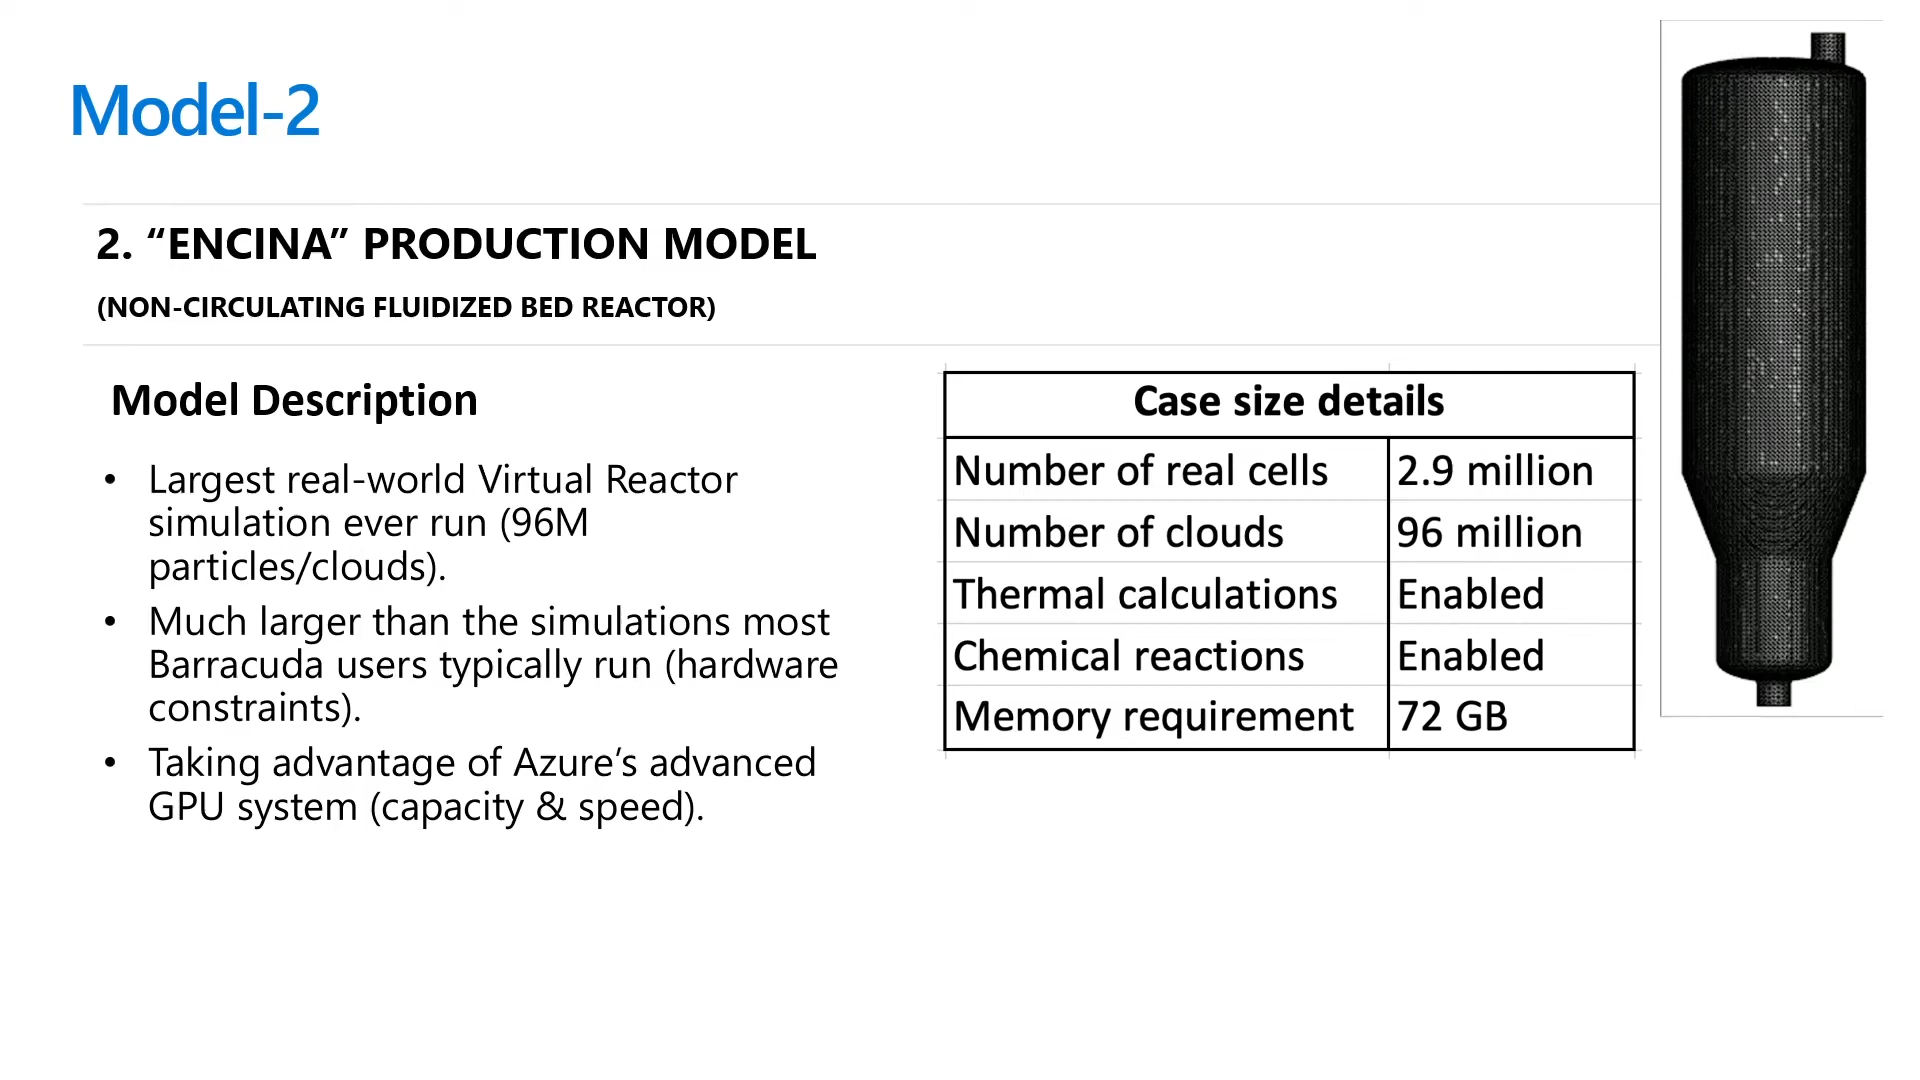 Model-2
2. “ENCINA” PRODUCTION MODEL
(NON-CIRCULATING FLUIDIZED BED REACTOR)
Model Description
• Largest real-world Virtual Reactor
simulation ever run (96M
particles/clouds).
• Much larger than the simulations most
Barracuda users typically run (hardware
constraints).
• Taking advantage of Azure’s advanced
GPU system (capacity & speed).
Case size details
Number of real cells 2.9 million
Number of clouds 96 million
Thermal calculations Enabled
Chemical reactions Enabled
Memory requirement 72 GB